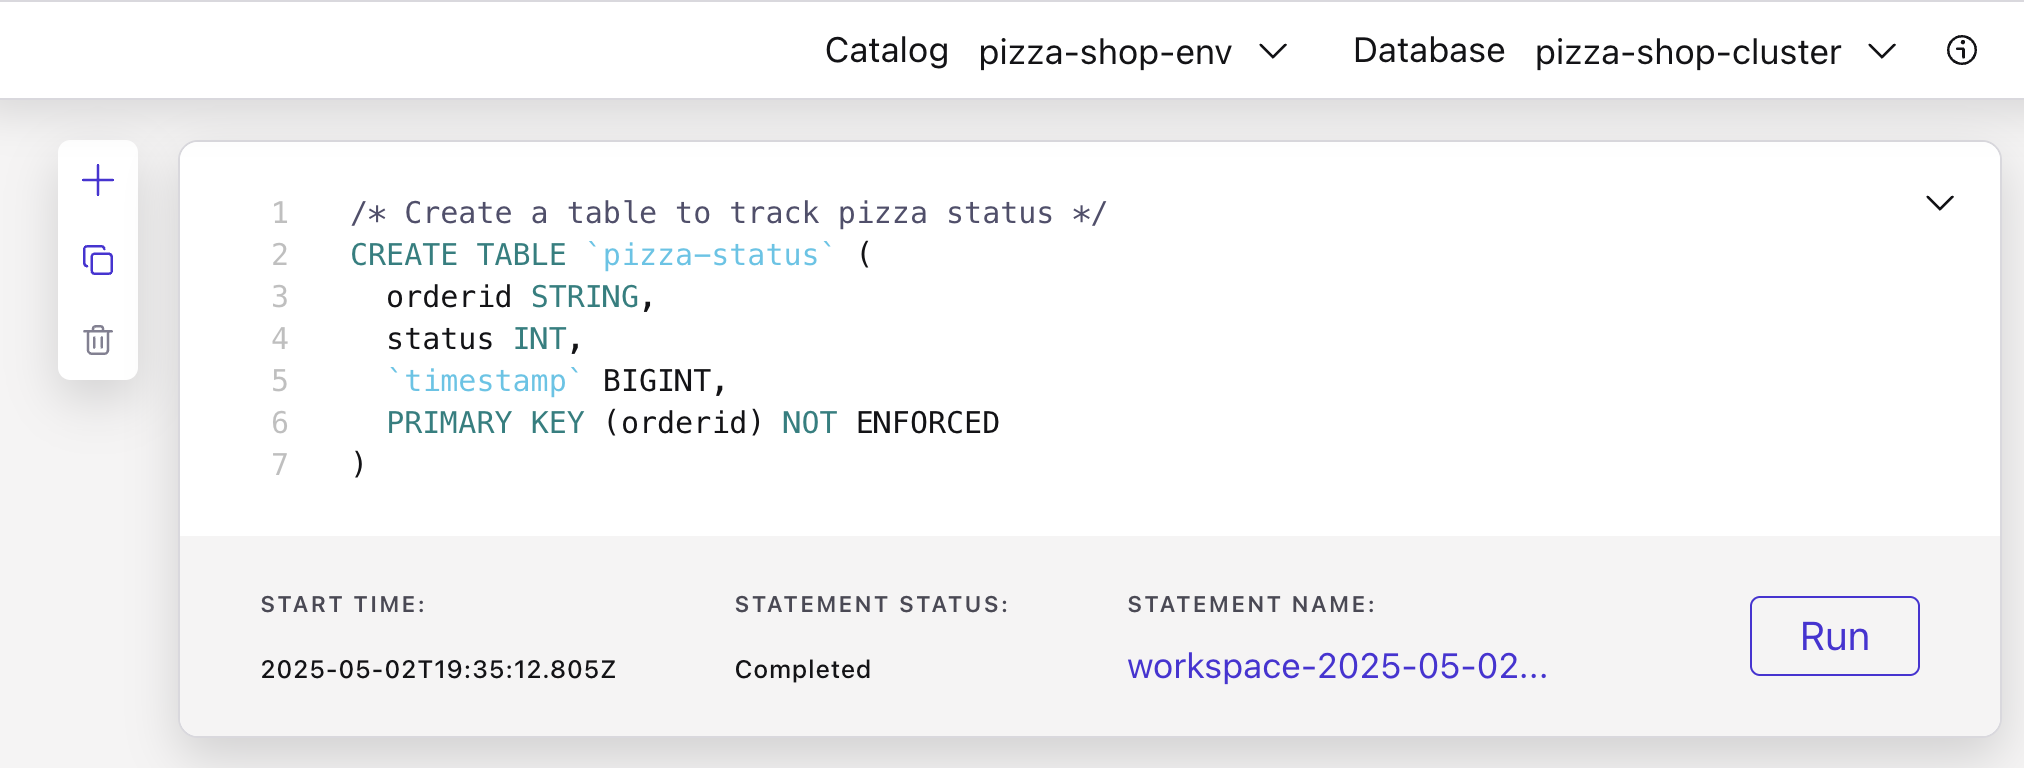 Catalog pizza-shop-env Database pizza-shop-cluster
1 /* Create a table to track pizza status */
2 CREATE TABLE `pizza-status` (
3   orderid STRING,
4   status INT,
5   `timestamp` BIGINT,
6   PRIMARY KEY (orderid) NOT ENFORCED
7 )
START TIME: STATEMENT STATUS: STATEMENT NAME:
2025-05-02T19:35:12.805Z Completed workspace-2025-05-02...
Run